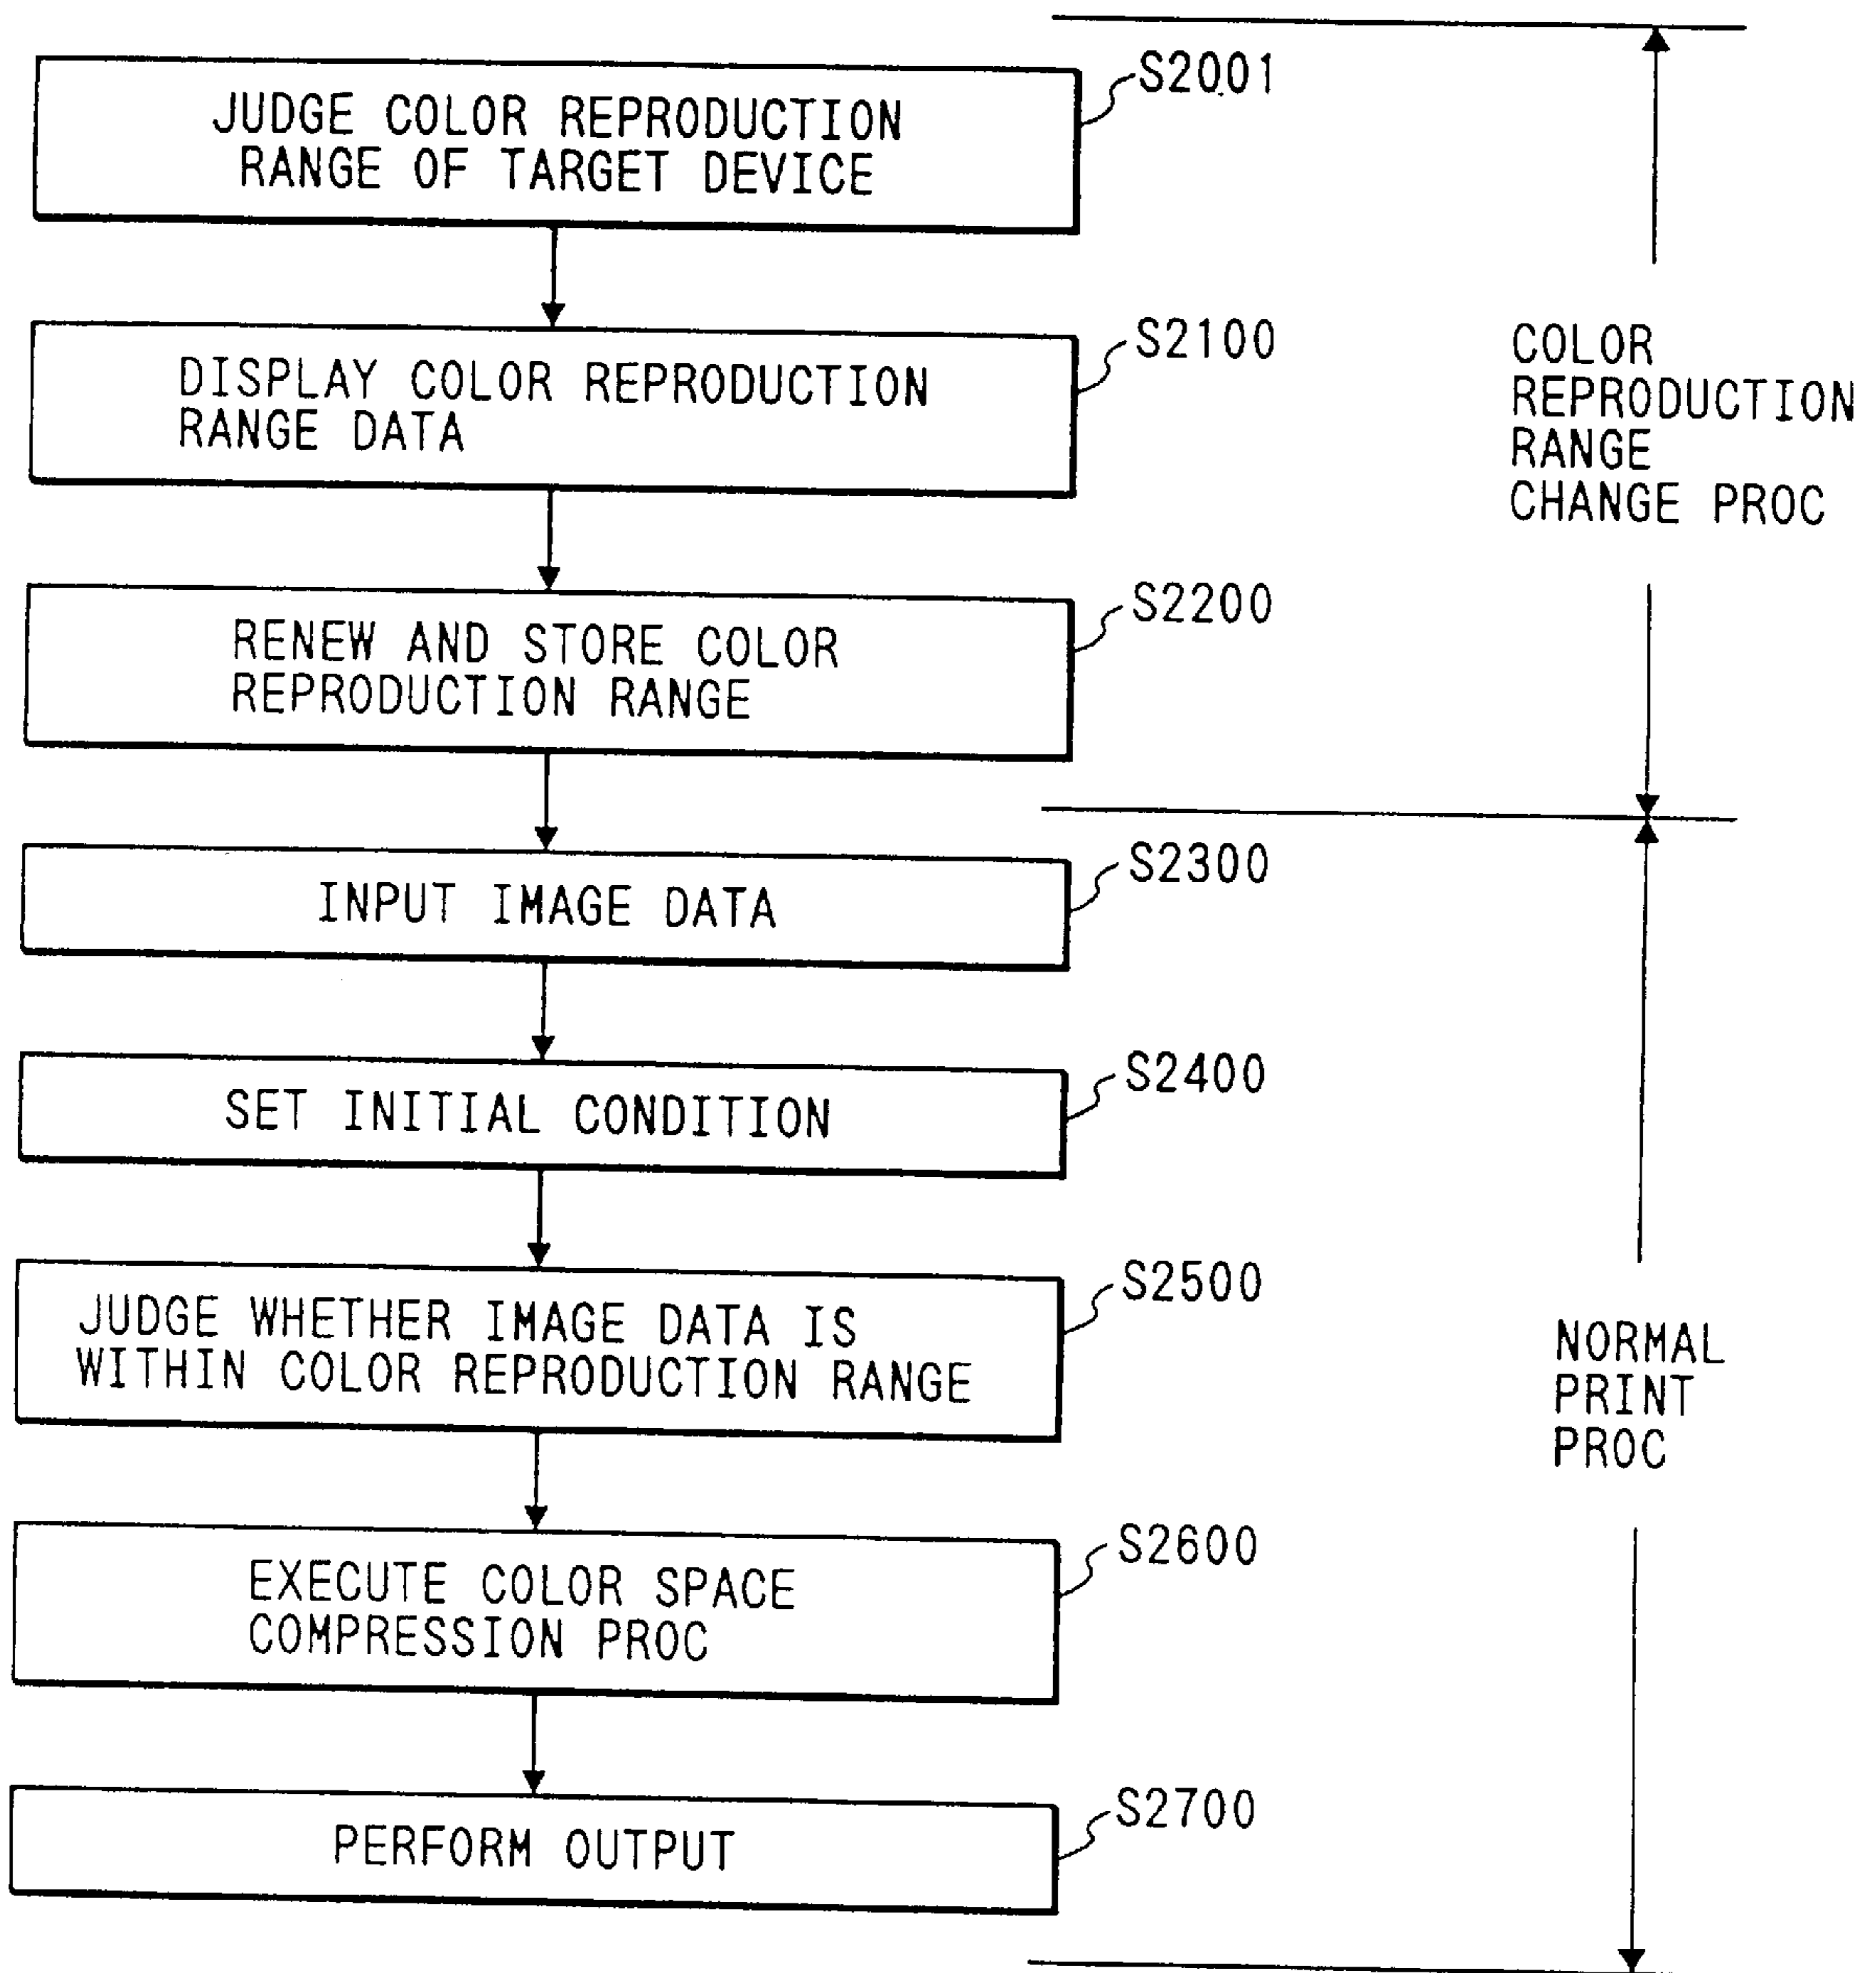 S2001
JUDGE COLOR REPRODUCTION
RANGE OF TARGET DEVICE
S2100
DISPLAY COLOR REPRODUCTION
RANGE DATA
COLOR
REPRODUCTION
RANGE
CHANGE PROC
S2200
RENEW AND STORE COLOR
REPRODUCTION RANGE
S2300
INPUT IMAGE DATA
S2400
SET INITIAL CONDITION
S2500
JUDGE WHETHER IMAGE DATA IS
WITHIN COLOR REPRODUCTION RANGE
NORMAL
PRINT
PROC
S2600
EXECUTE COLOR SPACE
COMPRESSION PROC
S2700
PERFORM OUTPUT